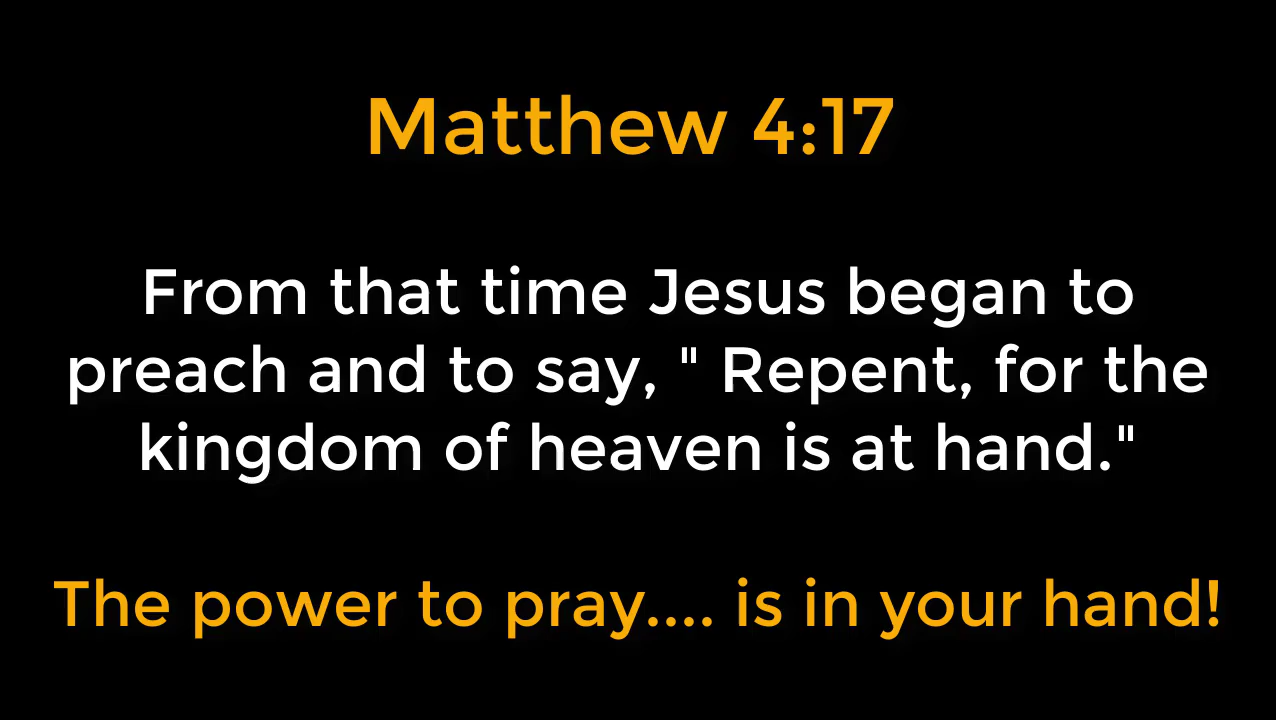 Matthew 4:17
From that time Jesus began to
preach and to say, " Repent, for the
kingdom of heaven is at hand."
The power to pray.... is in your hand!